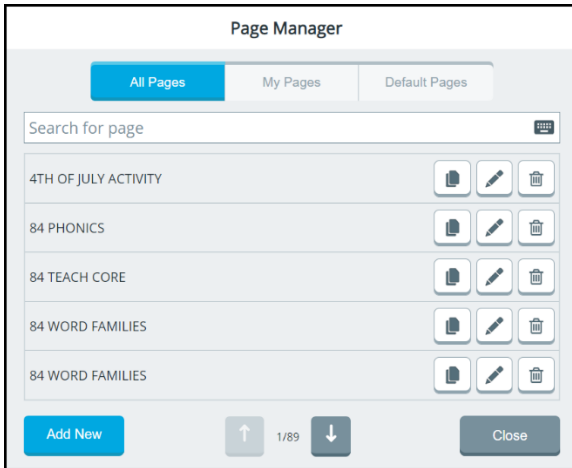 Page Manager
All Pages My Pages Default Pages
Search for page
4TH OF JULY ACTIVITY
84 PHONICS
84 TEACH CORE
84 WORD FAMILIES
84 WORD FAMILIES
Add New 1/89 Close